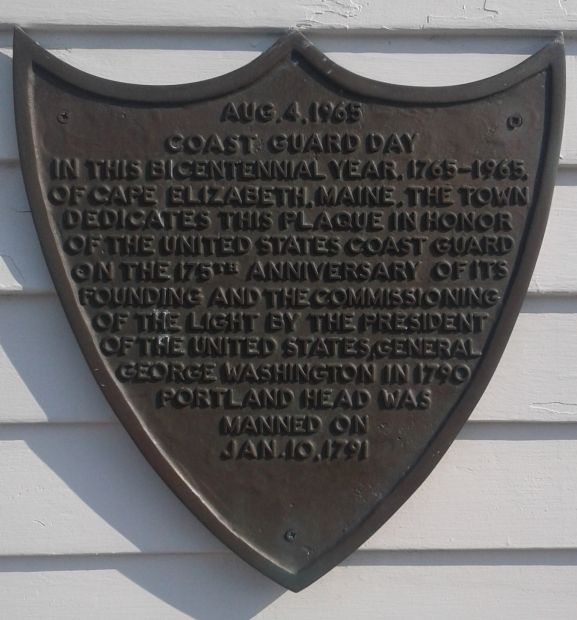 AUG. 4, 1965
COAST GUARD DAY
IN THIS BICENTENNIAL YEAR, 1765-1965,
OF CAPE ELIZABETH, MAINE, THE TOWN
DEDICATES THIS PLAQUE IN HONOR
OF THE UNITED STATES COAST GUARD
ON THE 175TH ANNIVERSARY OF ITS
FOUNDING AND THE COMMISSIONING
OF THE LIGHT BY THE PRESIDENT
OF THE UNITED STATES, GENERAL
GEORGE WASHINGTON IN 1790
PORTLAND HEAD WAS
MANNED ON
JAN. 10, 1791